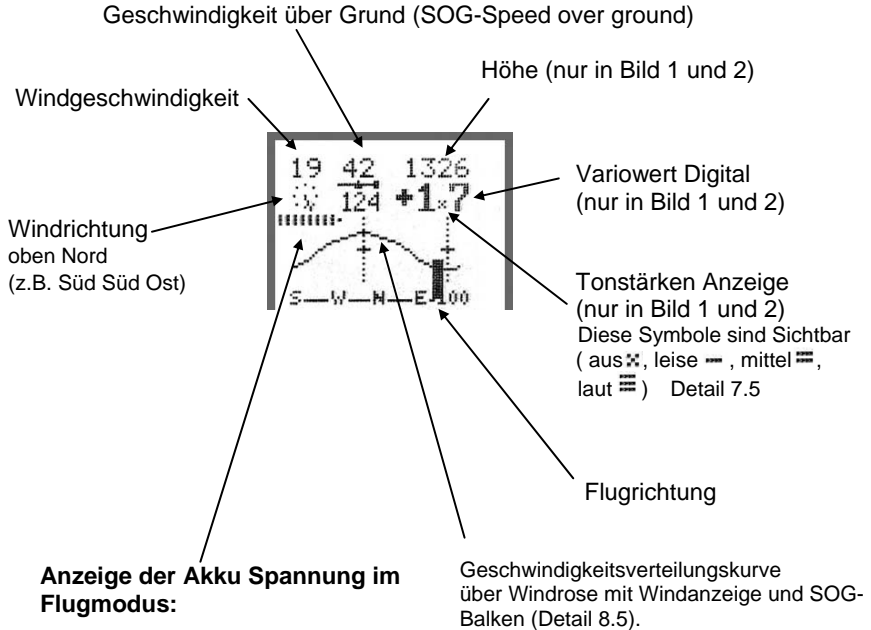 Geschwindigkeit über Grund (SOG-Speed over ground)
Höhe (nur in Bild 1 und 2)
Windgeschwindigkeit
19 42 1326
124 +1×7
Variowert Digital
(nur in Bild 1 und 2)
Windrichtung
oben Nord
(z.B. Süd Süd Ost)
Tonstärken Anzeige
(nur in Bild 1 und 2)
Diese Symbole sind Sichtbar
( aus , leise , mittel ,
laut ) Detail 7.5
S—W—N—E-100
Flugrichtung
Anzeige der Akku Spannung im
Flugmodus:
Geschwindigkeitsverteilungskurve
über Windrose mit Windanzeige und SOG-
Balken (Detail 8.5).